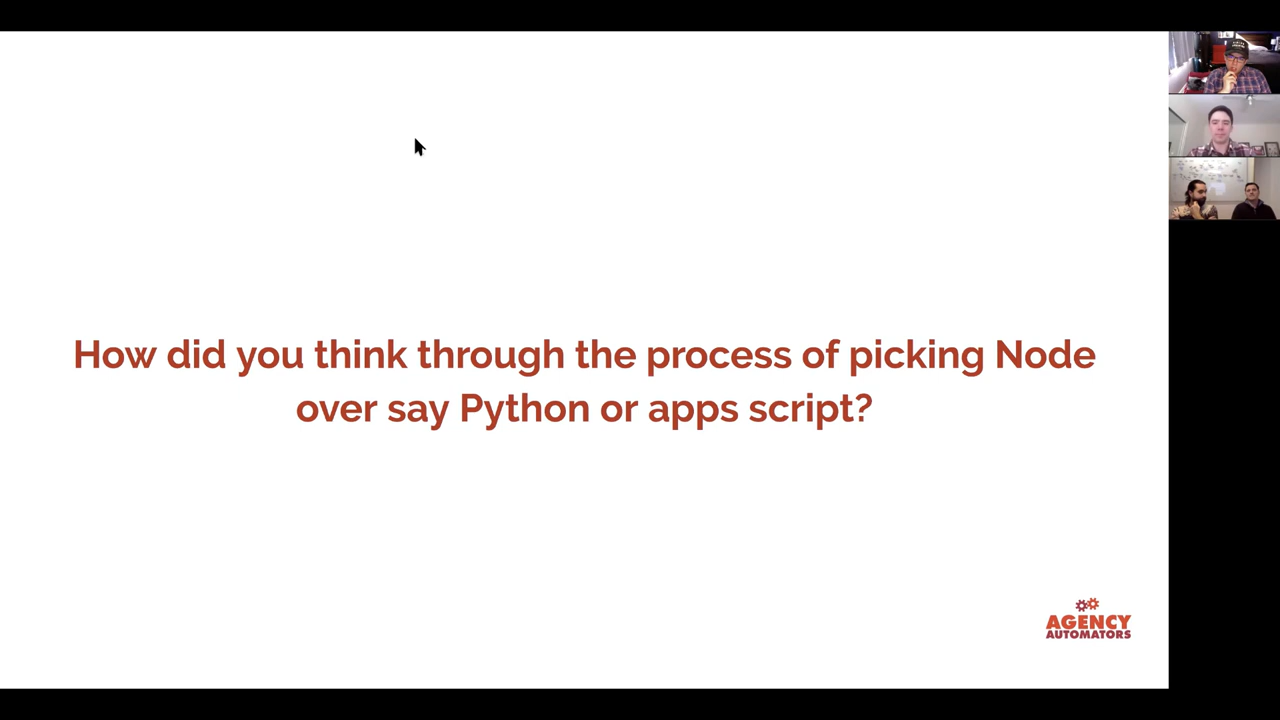 How did you think through the process of picking Node
over say Python or apps script?
AGENCY
AUTOMATORS